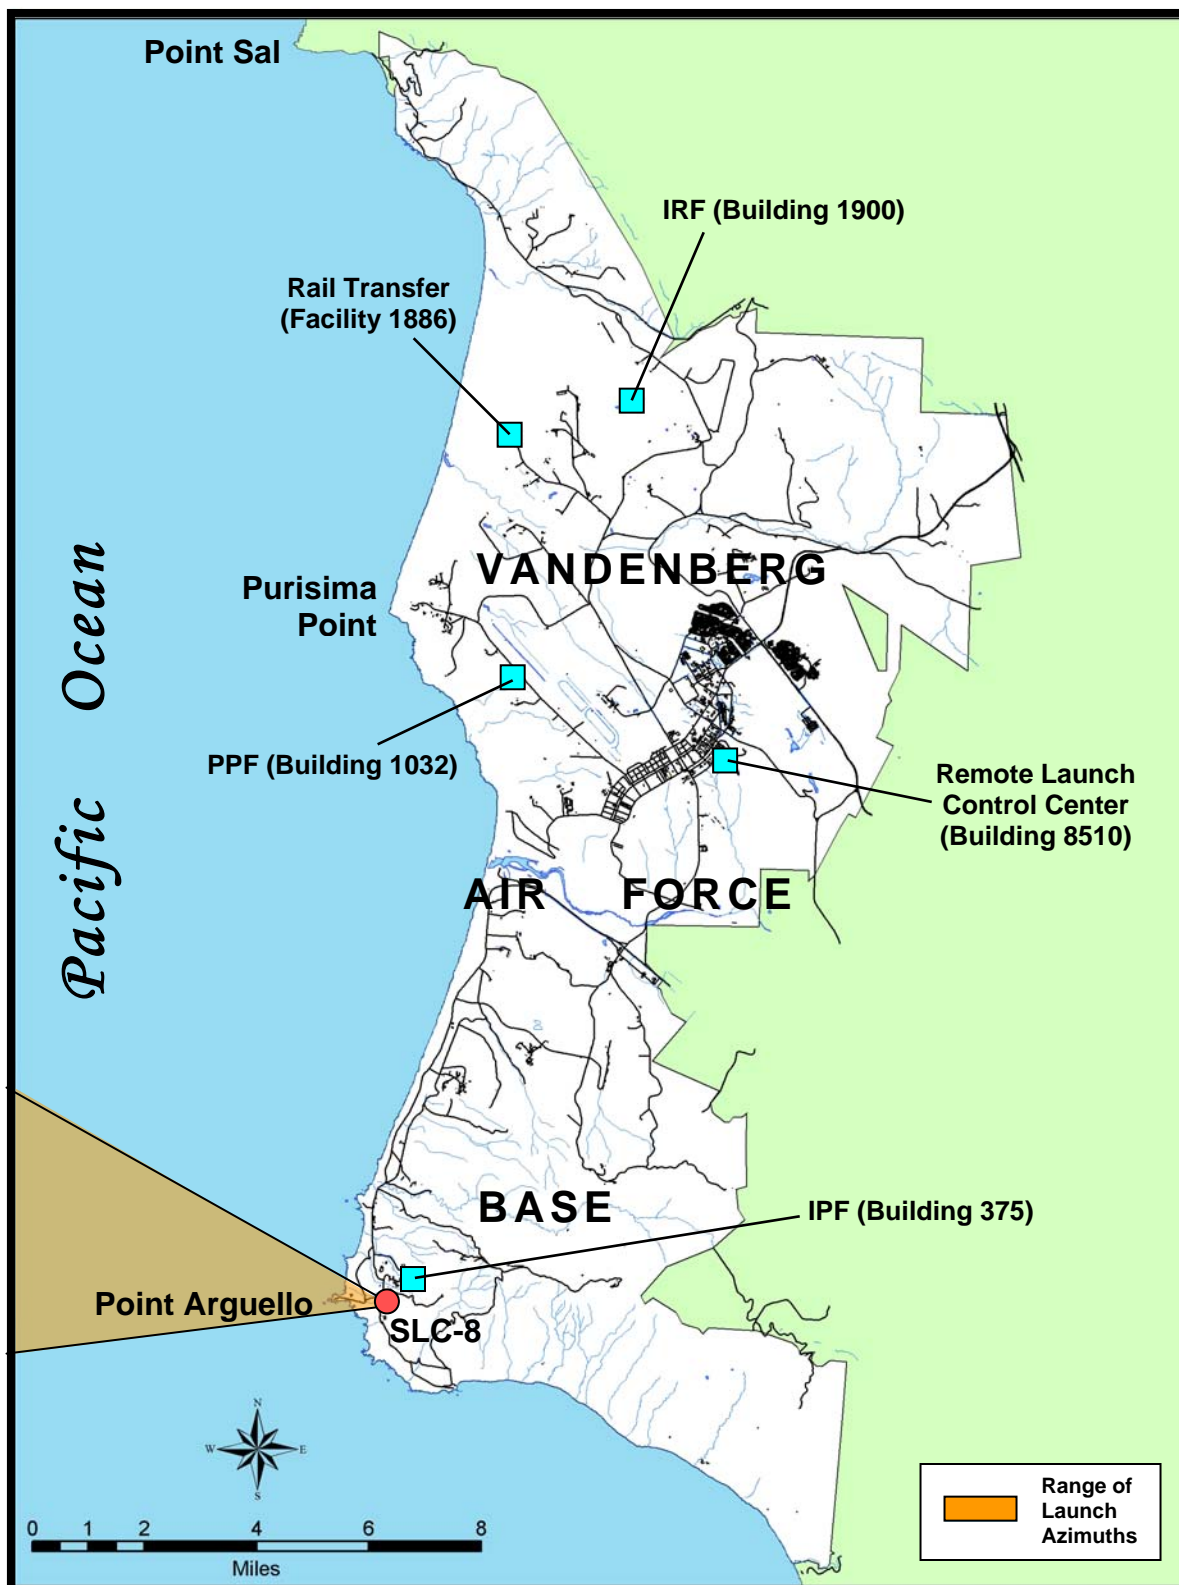 Point Sal
IRF (Building 1900)
Rail Transfer
(Facility 1886)
VANDENBERG
Purisima
Point
Pacific Ocean
PPF (Building 1032)
Remote Launch
Control Center
(Building 8510)
AIR FORCE
BASE
IPF (Building 375)
Point Arguello
SLC-8
N
W E
S
0 1 2 4 6 8
Miles
Range of
Launch
Azimuths